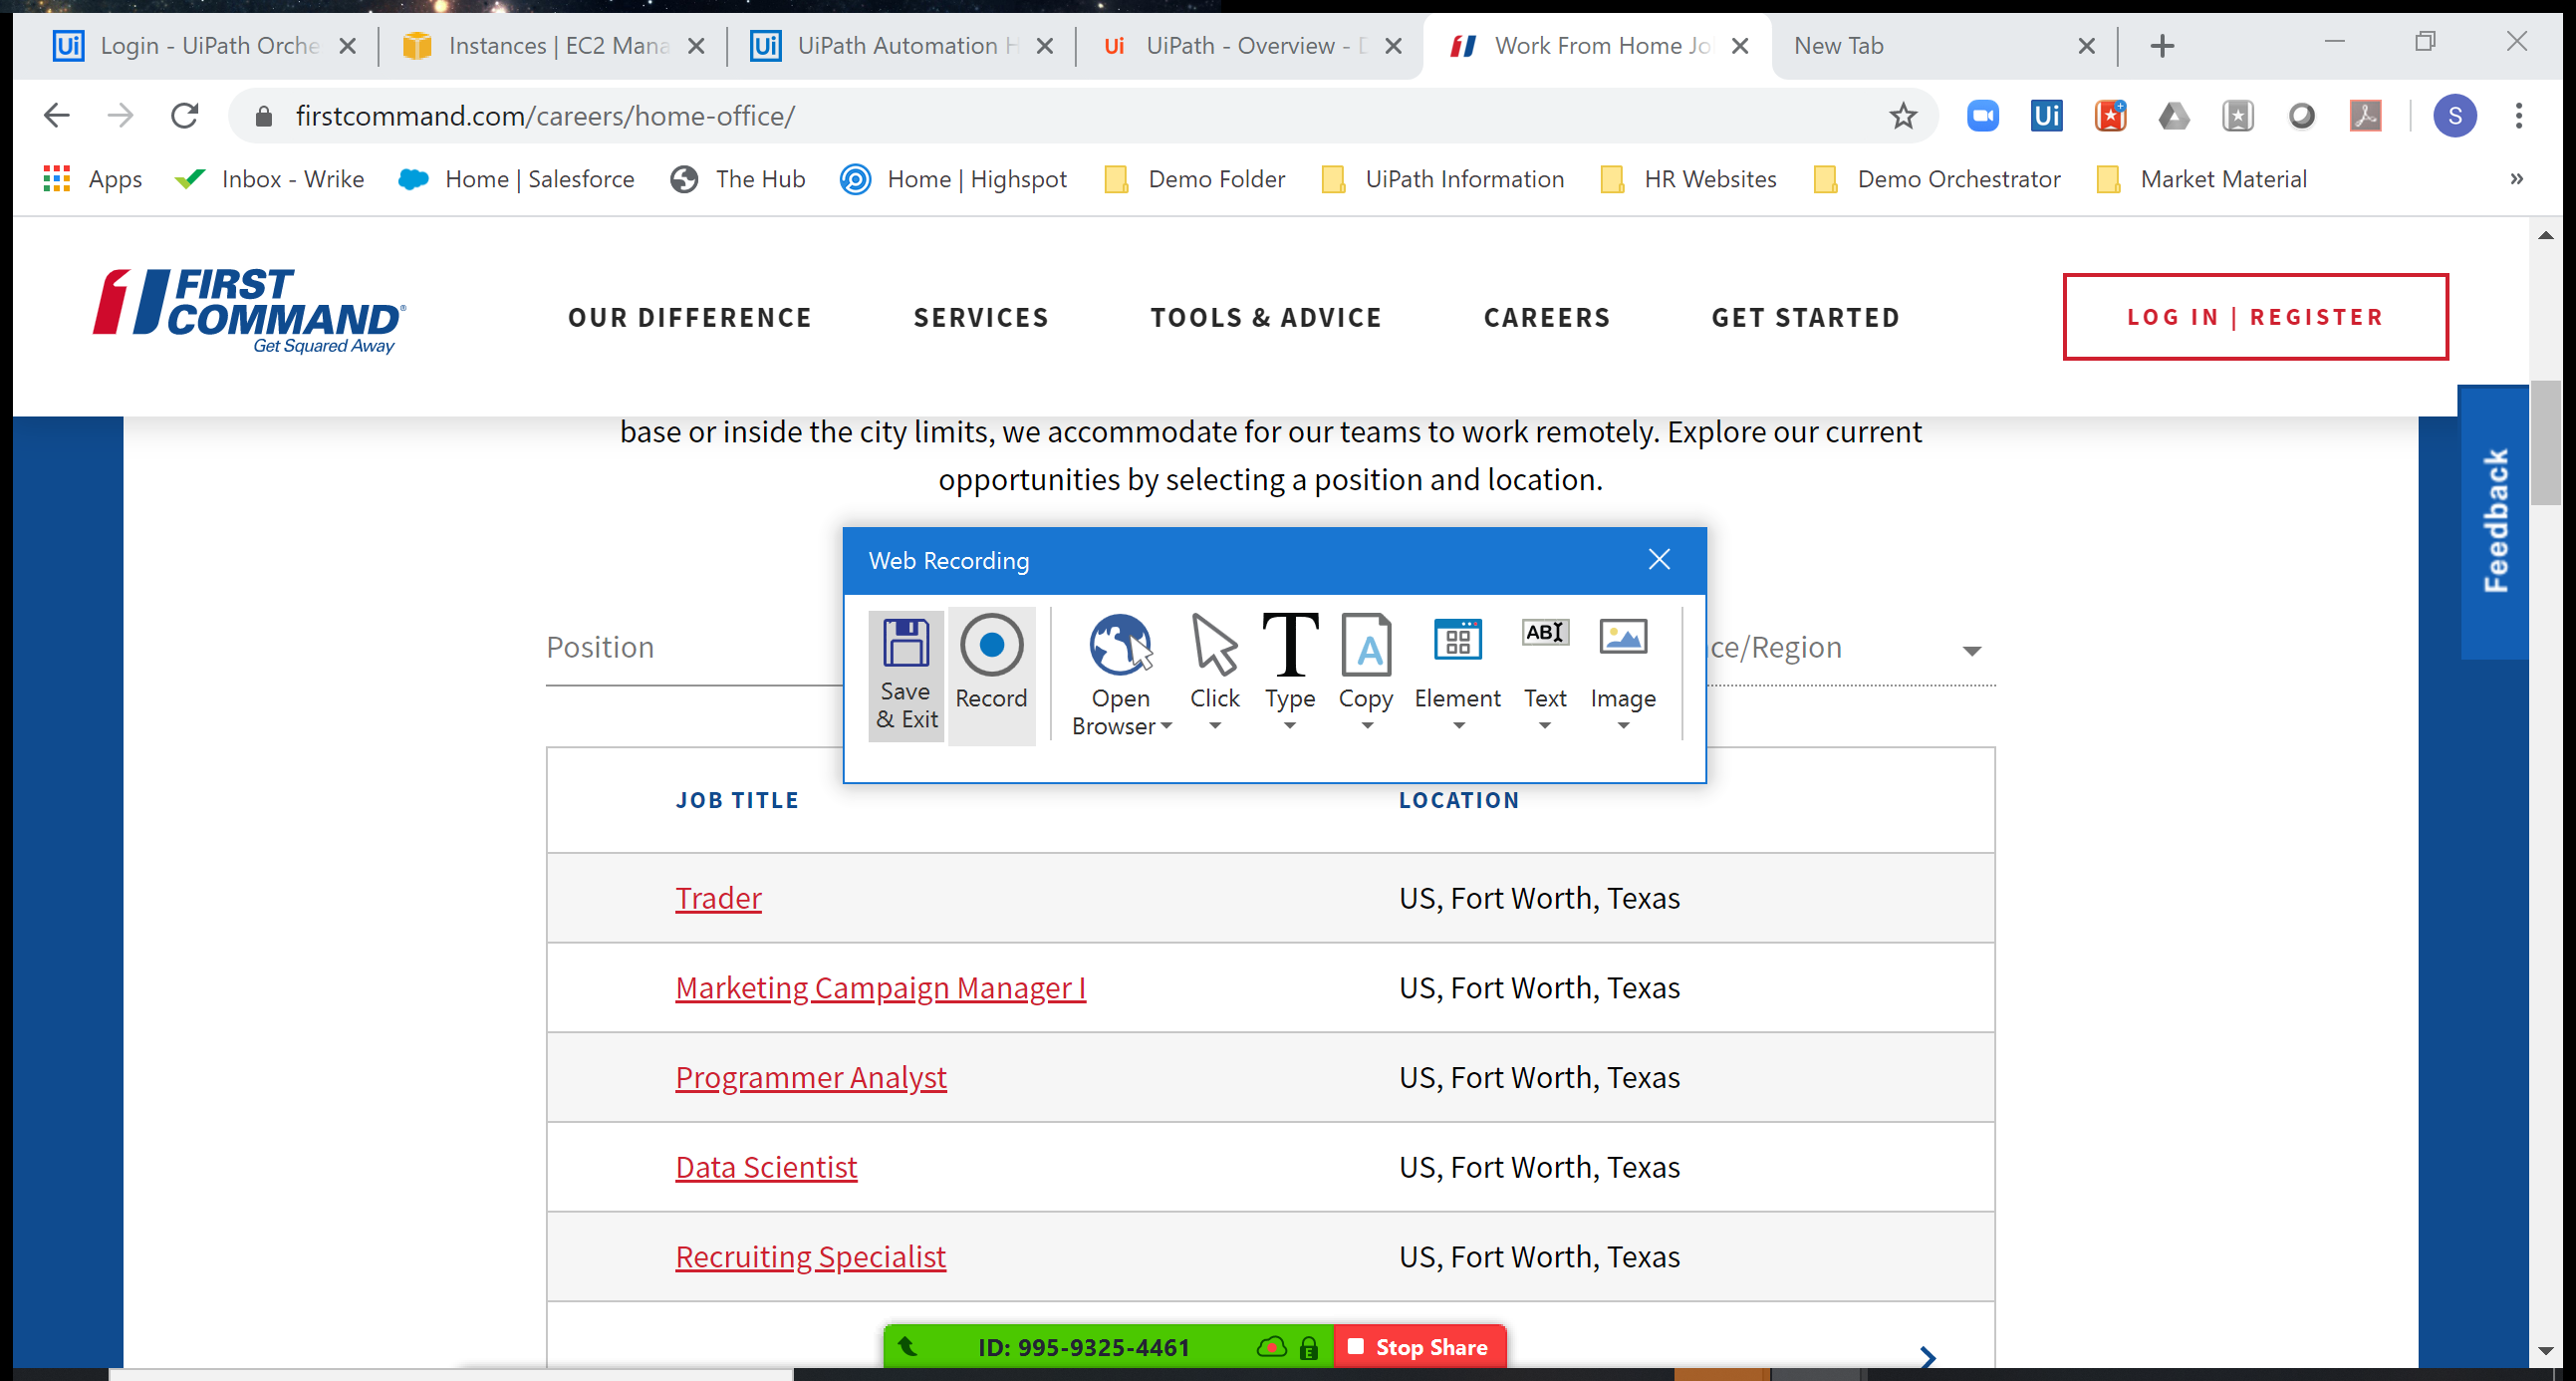 Login - UiPath Orche
Instances | EC2 Mana
UiPath Automation H
UiPath - Overview - D
Work From Home Jo
New Tab
firstcommand.com/careers/home-office/
S
Apps
Inbox - Wrike
Home | Salesforce
The Hub
Home | Highspot
Demo Folder
UiPath Information
HR Websites
Demo Orchestrator
Market Material
»
FIRST
COMMAND®
Get Squared Away
OUR DIFFERENCE
SERVICES
TOOLS & ADVICE
CAREERS
GET STARTED
LOG IN | REGISTER
base or inside the city limits, we accommodate for our teams to work remotely. Explore our current
opportunities by selecting a position and location.
Feedback
Web Recording
Save
& Exit
Record
Open
Browser
Click
Type
Copy
Element
Text
Image
Position
ce/Region
JOB TITLE
LOCATION
Trader
US, Fort Worth, Texas
Marketing Campaign Manager I
US, Fort Worth, Texas
Programmer Analyst
US, Fort Worth, Texas
Data Scientist
US, Fort Worth, Texas
Recruiting Specialist
US, Fort Worth, Texas
ID: 995-9325-4461
Stop Share